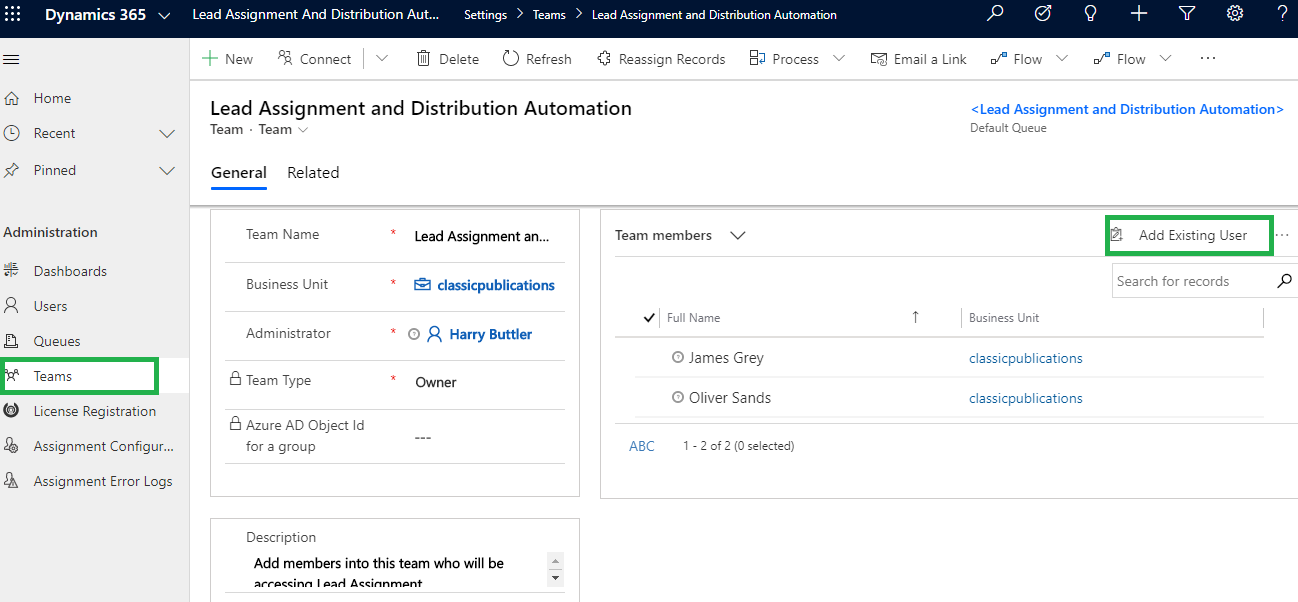 Dynamics 365 Lead Assignment And Distribution Aut... Settings > Teams > Lead Assignment and Distribution Automation ?
New Connect Delete Refresh Reassign Records Process Email a Link Flow Flow ...
Home
Recent
Pinned
Administration
Dashboards
Users
Queues
Teams
License Registration
Assignment Configur...
Assignment Error Logs
Lead Assignment and Distribution Automation
Team · Team
<Lead Assignment and Distribution Automation>
Default Queue
General Related
Team Name * Lead Assignment an...
Business Unit * classicpublications
Administrator * Harry Buttler
Team Type * Owner
Azure AD Object Id
for a group ---
Description
Add members into this team who will be
accessing Lead Assignment
Team members Add Existing User ...
Search for records
Full Name ↑ Business Unit
James Grey classicpublications
Oliver Sands classicpublications
ABC 1 - 2 of 2 (0 selected)